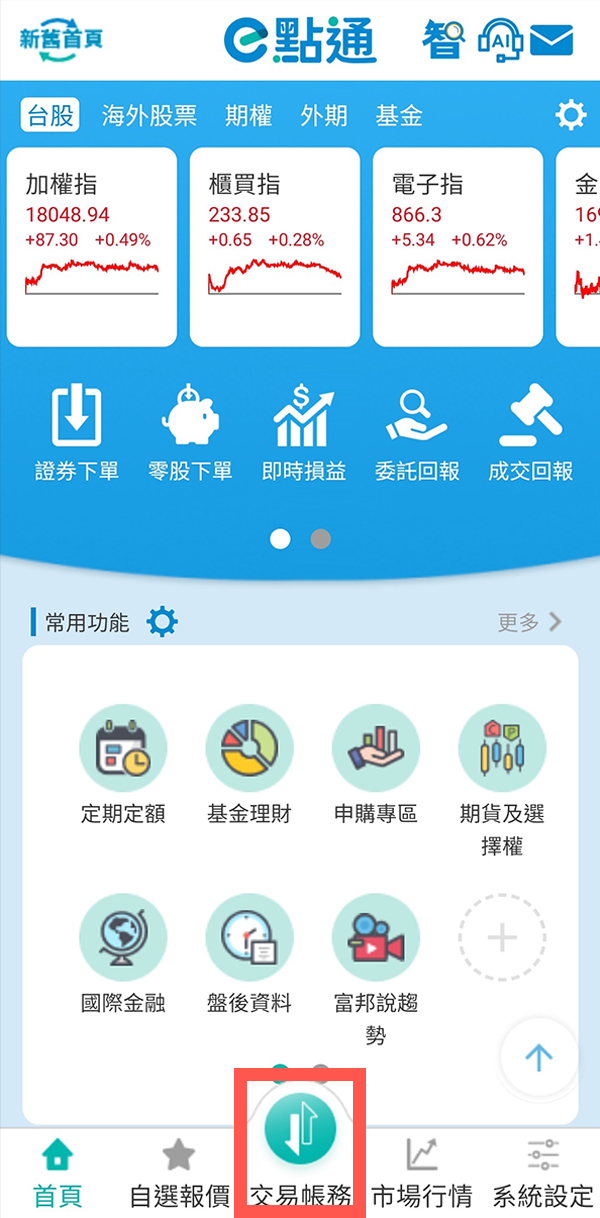 新舊首頁
e點通
智
AI
台股 海外股票 期權 外期 基金
加權指 櫃買指 電子指 金
18048.94 233.85 866.3 169
+87.30 +0.49% +0.65 +0.28% +5.34 +0.62% +1.
$
證券下單 零股下單 即時損益 委託回報 成交回報
常用功能 更多
C P
定期定額 基金理財 申購專區 期貨及選
擇權
國際金融 盤後資料 富邦說趨
勢
首頁 自選報價 交易帳務 市場行情 系統設定